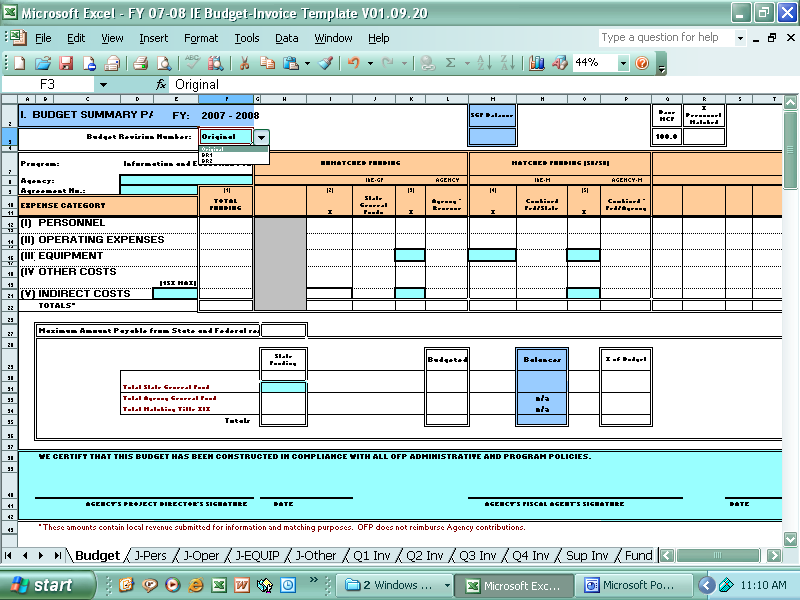 Microsoft Excel - FY 07-08 IE Budget-Invoice Template V01.09.20
File Edit View Insert Format Tools Data Window Help Type a question for help
44%
F3 fx Original
A B C D E F G H I J K L M N O P Q R S T
I. BUDGET SUMMARY PA FY: 2007 - 2008 SGF Balance
Budget Revision Number: Original 100.0
Original
BR1
BR2
Program: Information and E UNMATCHED FUNDING MATCHED FUNDING [50/50]
Agency: IBE-GF AGENCY IBE-M AGENCY-M
Agreement No.:
EXPENSE CATEGORY (1) TOTAL FUNDING (2) % State General Funds (3) % Agency * Revenue (4) % Combined Fed/State (5) % Combined * Fed/Agency
(I) PERSONNEL
(II) OPERATING EXPENSES
(III EQUIPMENT
(IV OTHER COSTS
(15% MAX)
(V) INDIRECT COSTS
TOTALS*
Maximum Amount Payable from State and Federal re
State Funding Budgeted Balances % of Budget
Total State General Fund
Total Agency General Fund n/a
Total Matching Title XIX n/a
Totals
WE CERTIFY THAT THIS BUDGET HAS BEEN CONSTRUCTED IN COMPLIANCE WITH ALL OFP ADMINISTRATIVE AND PROGRAM POLICIES.
AGENCY'S PROJECT DIRECTOR'S SIGNATURE DATE AGENCY'S FISCAL AGENT'S SIGNATURE DATE
*These amounts contain local revenue submitted for information and matching purposes. OFP does not reimburse Agency contributions.
Budget J-Pers J-Oper J-EQUIP J-Other Q1 Inv Q2 Inv Q3 Inv Q4 Inv Sup Inv Fund
start 2 Windows ... Microsoft Exc... Microsoft Po... 11:10 AM